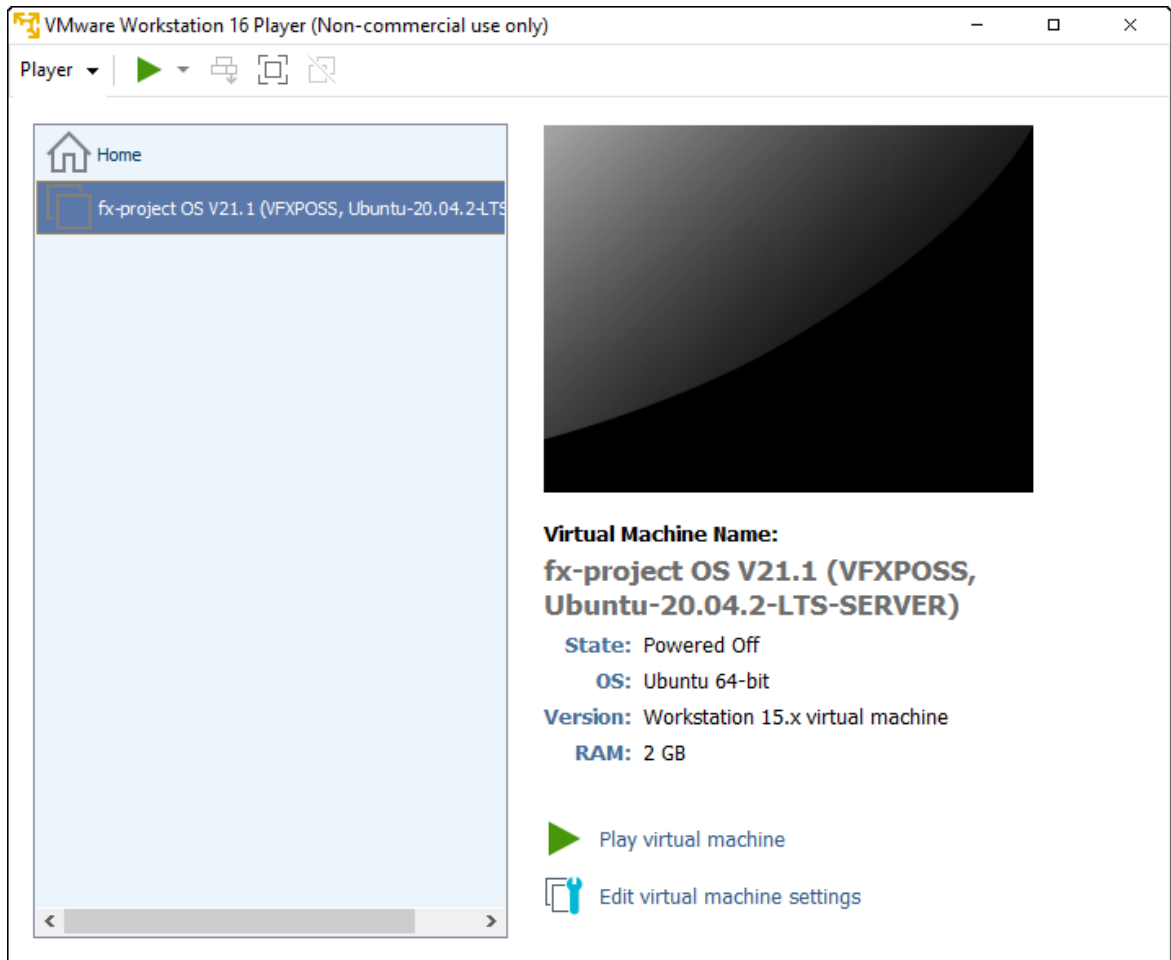 VMware Workstation 16 Player (Non-commercial use only)
Player
Home
fx-project OS V21.1 (VFXPOSS, Ubuntu-20.04.2-LTS
Virtual Machine Name:
fx-project OS V21.1 (VFXPOSS,
Ubuntu-20.04.2-LTS-SERVER)
State: Powered Off
OS: Ubuntu 64-bit
Version: Workstation 15.x virtual machine
RAM: 2 GB
Play virtual machine
Edit virtual machine settings